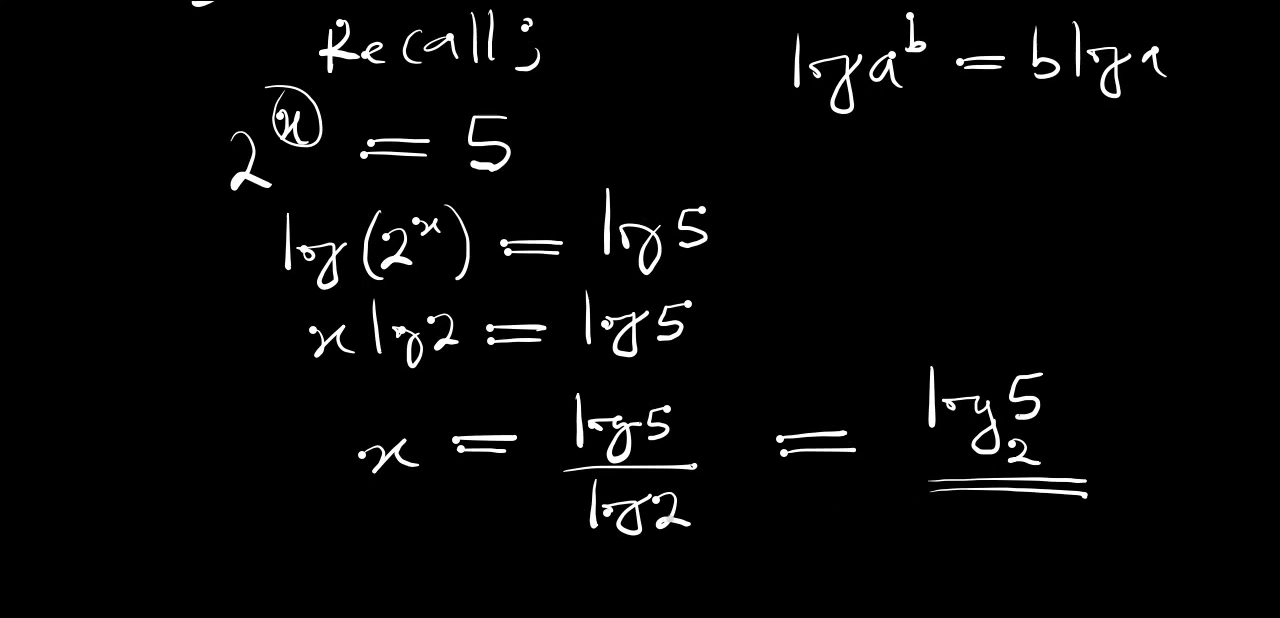 Recall; log a^b = b log a
2^x = 5
log(2^x) = log 5
x log 2 = log 5
x = log 5 / log 2 = log_2 5